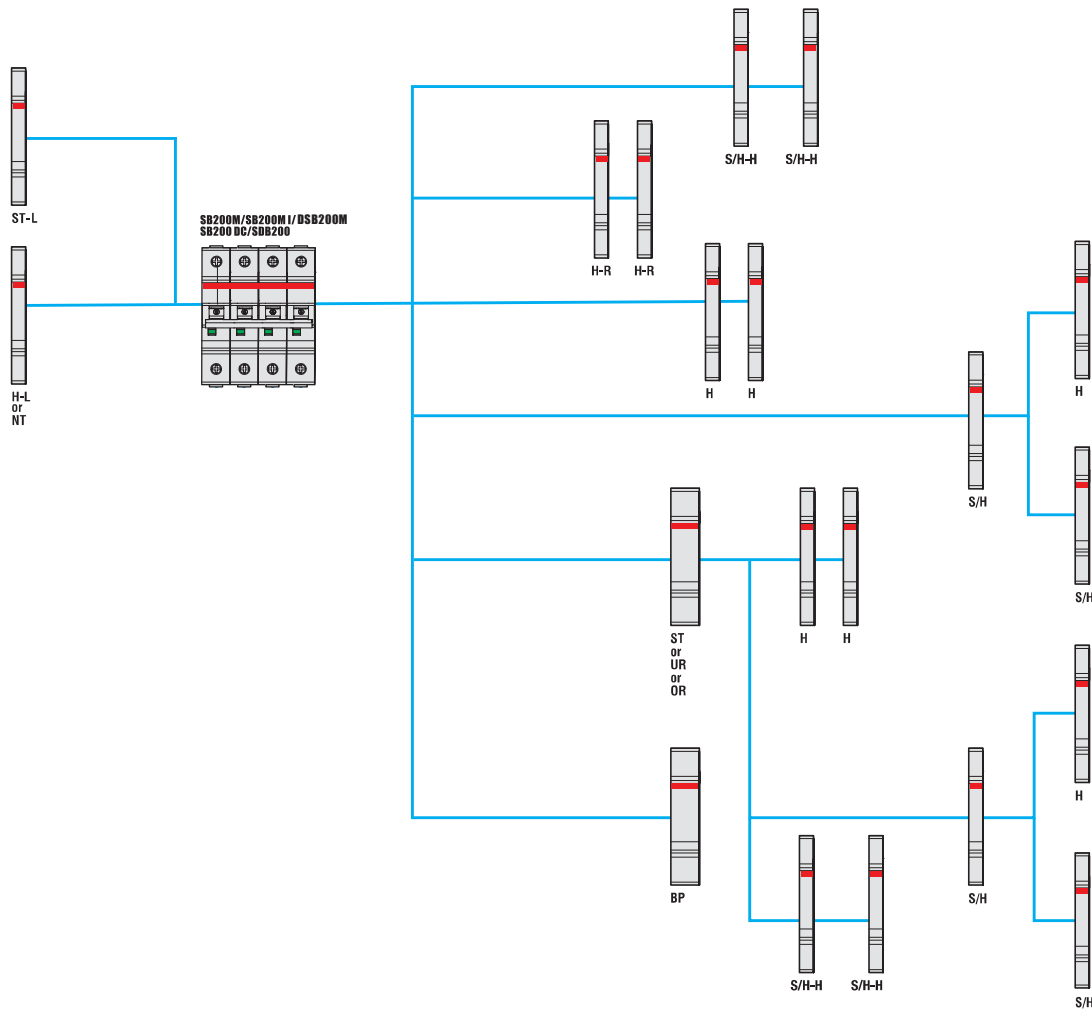 S/H-H
S/H-H
ST-L
SB200M/SB200M I/DSB200M
SB200 DC/SDB200
H-R
H-R
H-L
or
NT
H
H
H
S/H
S/H
ST
or
UR
or
OR
H
H
H
BP
S/H
S/H-H
S/H-H
S/H